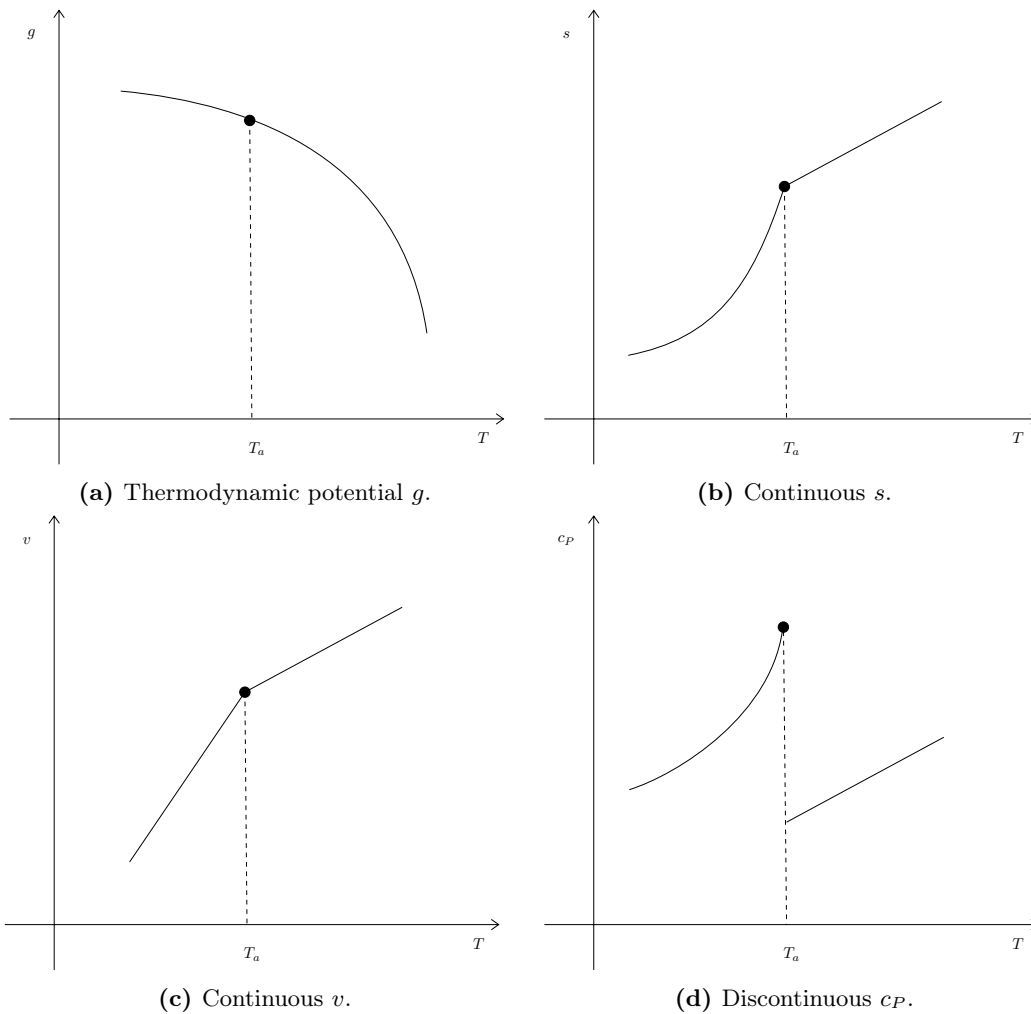 g
T
T_a
(a) Thermodynamic potential g.
s
T
T_a
(b) Continuous s.
v
T
T_a
(c) Continuous v.
c_P
T
T_a
(d) Discontinuous c_P.